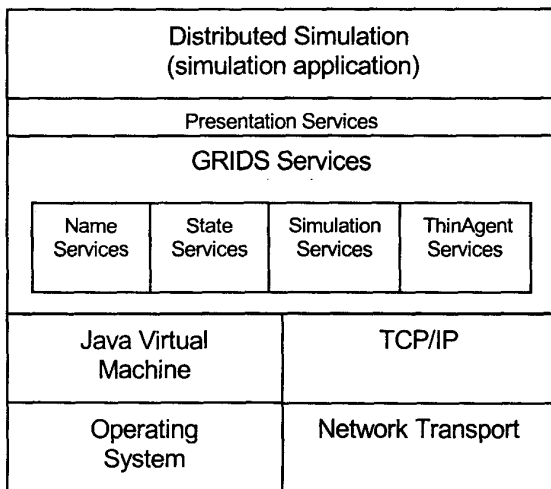 Distributed Simulation
(simulation application)
Presentation Services
GRIDS Services
Name
Services
State
Services
Simulation
Services
ThinAgent
Services
Java Virtual
Machine
TCP/IP
Operating
System
Network Transport